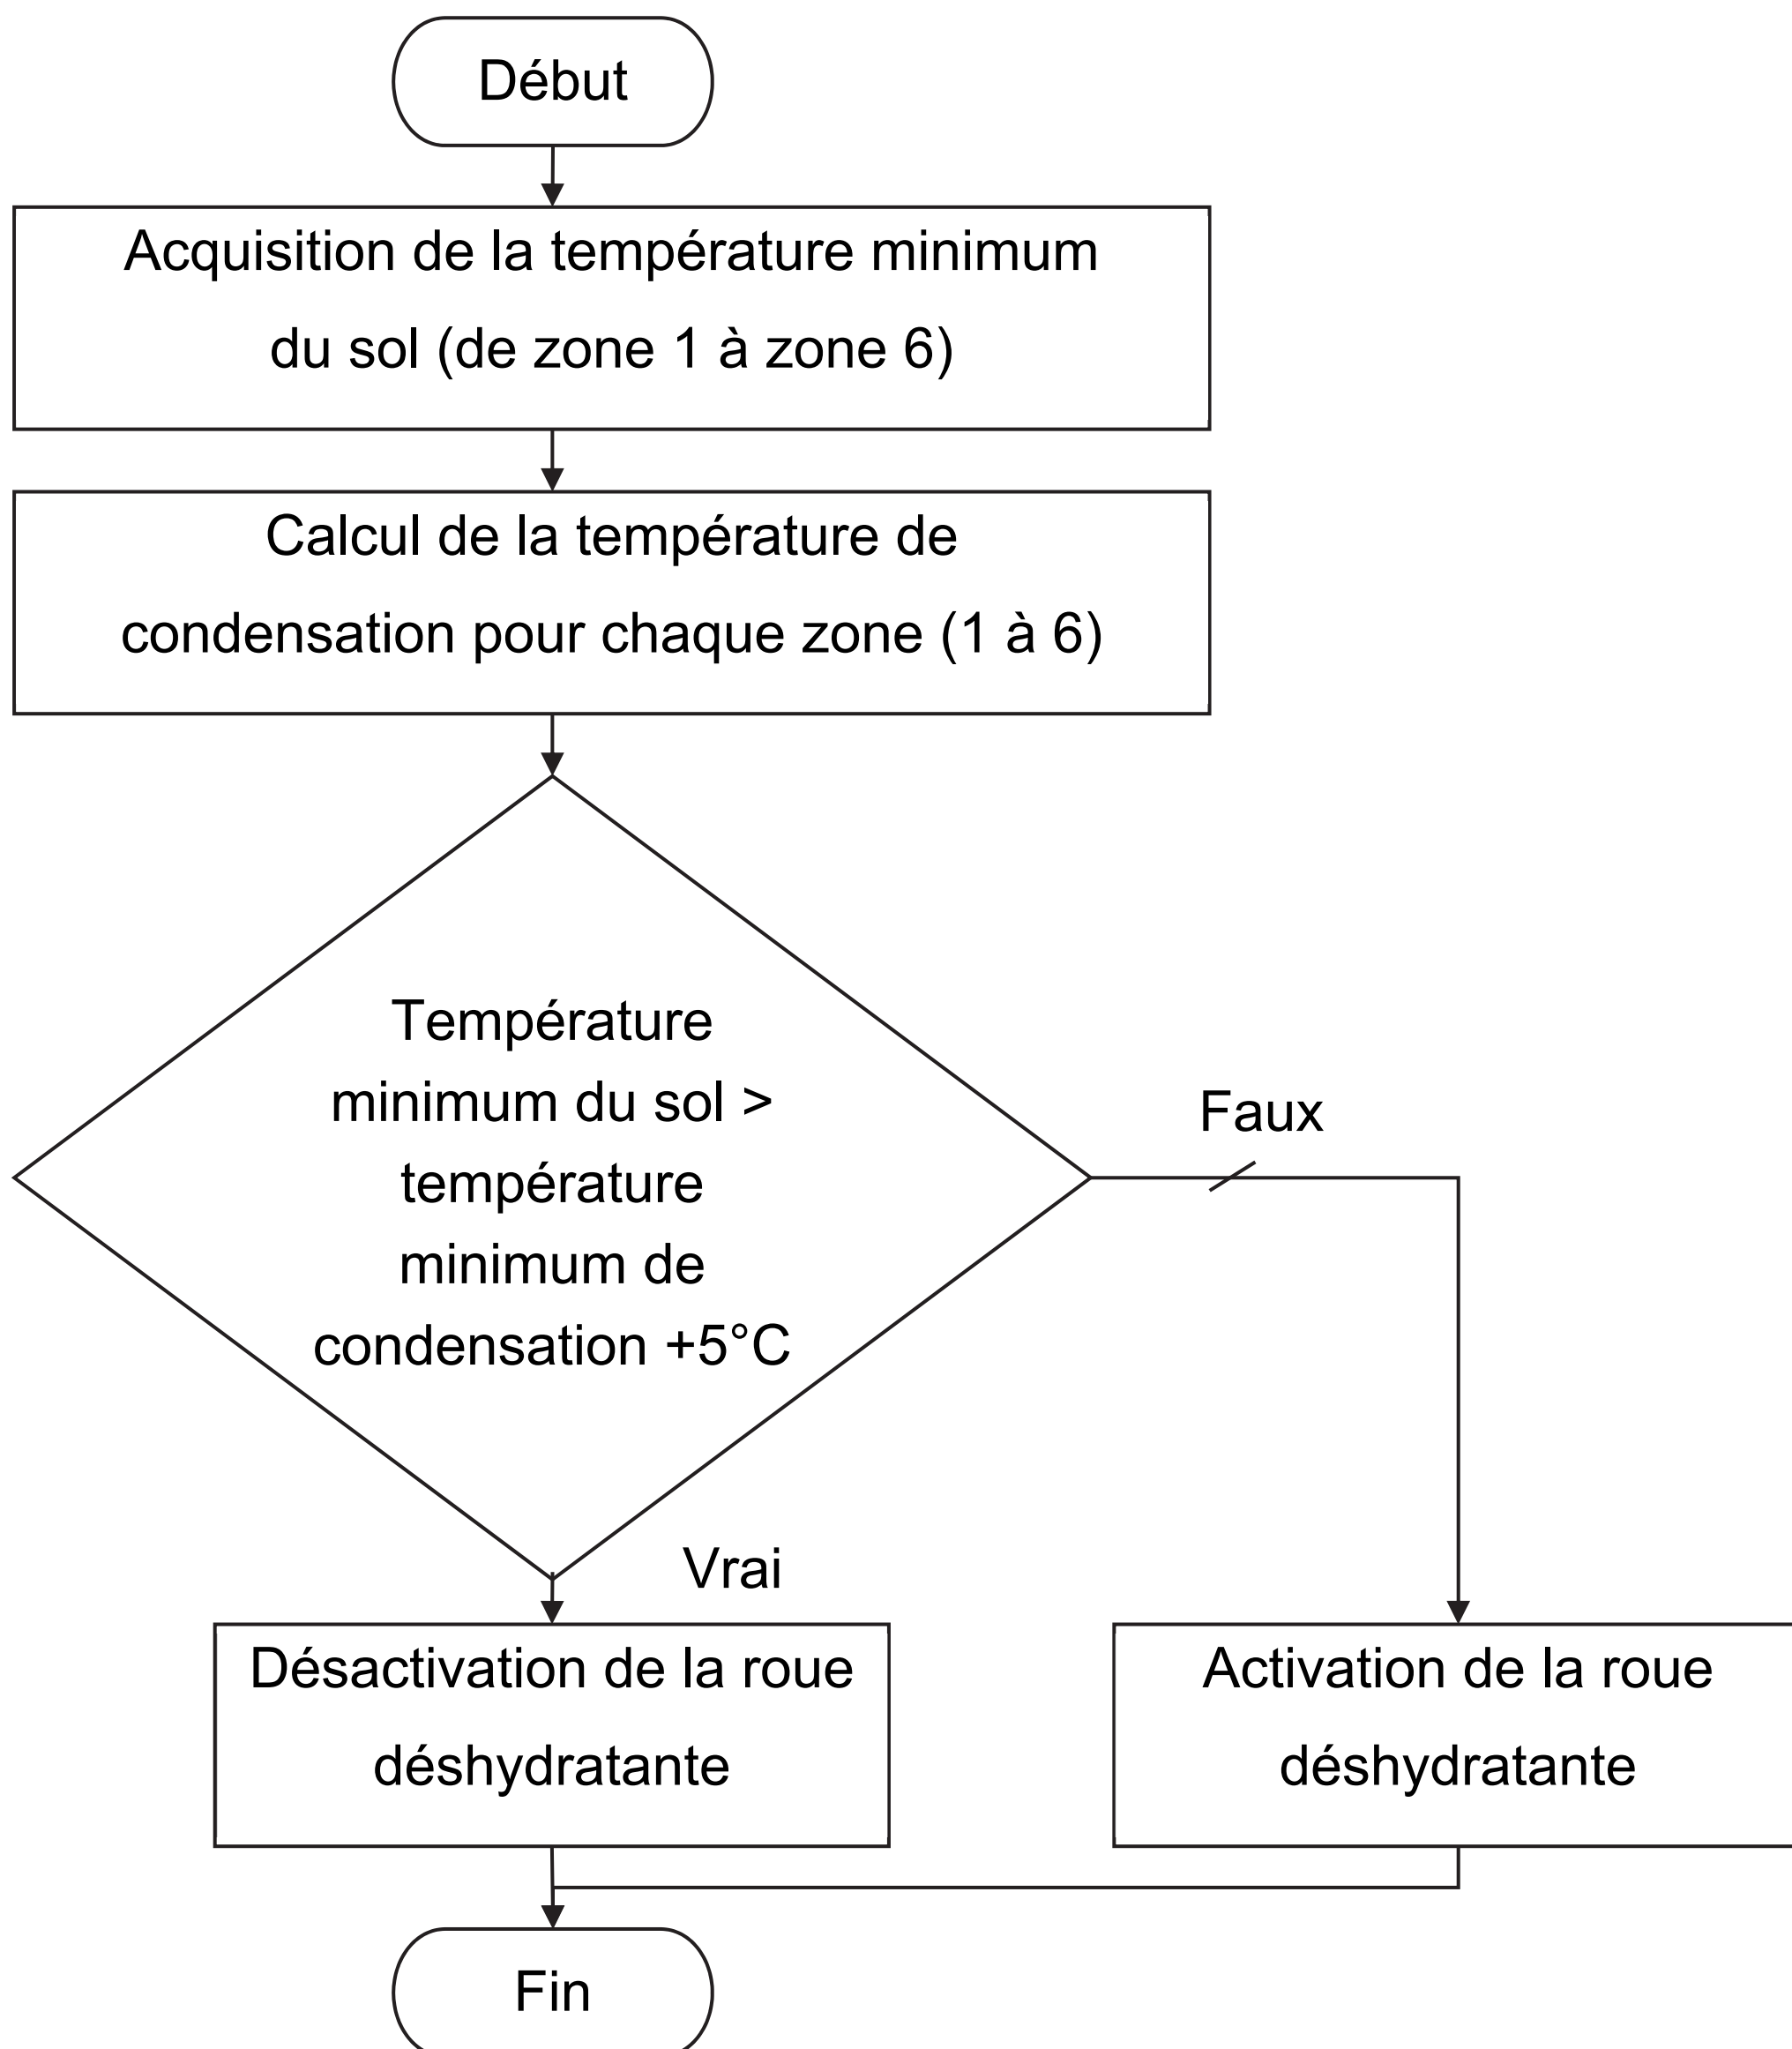 Début
Acquisition de la température minimum
du sol (de zone 1 à zone 6)
Calcul de la température de
condensation pour chaque zone (1 à 6)
Température
minimum du sol >
température
minimum de
condensation +5°C
Faux
Vrai
Désactivation de la roue
déshydratante
Activation de la roue
déshydratante
Fin